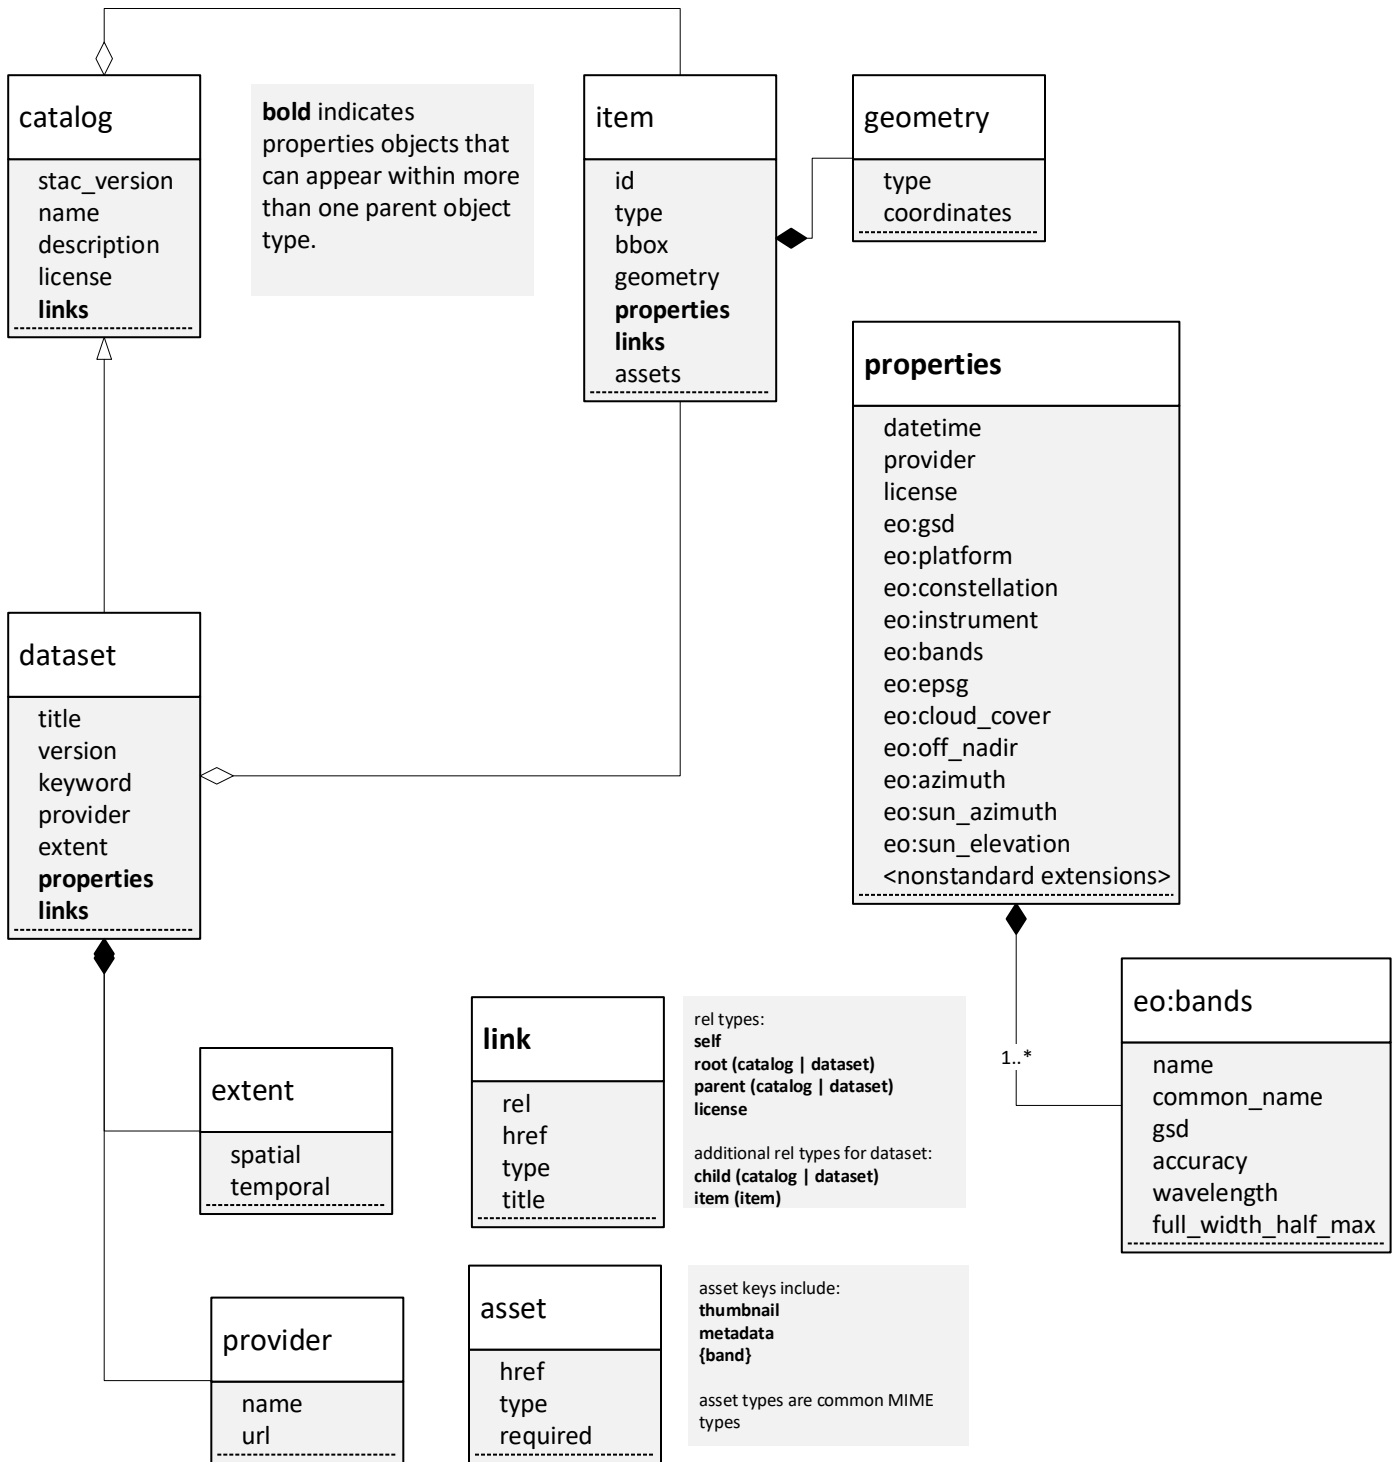 catalog
stac_version
name
description
license
links
bold indicates
properties objects that
can appear within more
than one parent object
type.
item
id
type
bbox
geometry
properties
links
assets
geometry
type
coordinates
properties
datetime
provider
license
eo:gsd
eo:platform
eo:constellation
eo:instrument
eo:bands
eo:epsg
eo:cloud_cover
eo:off_nadir
eo:azimuth
eo:sun_azimuth
eo:sun_elevation
<nonstandard extensions>
dataset
title
version
keyword
provider
extent
properties
links
extent
spatial
temporal
link
rel
href
type
title
rel types:
self
root (catalog | dataset)
parent (catalog | dataset)
license
additional rel types for dataset:
child (catalog | dataset)
item (item)
1..*
eo:bands
name
common_name
gsd
accuracy
wavelength
full_width_half_max
provider
name
url
asset
href
type
required
asset keys include:
thumbnail
metadata
{band}
asset types are common MIME
types